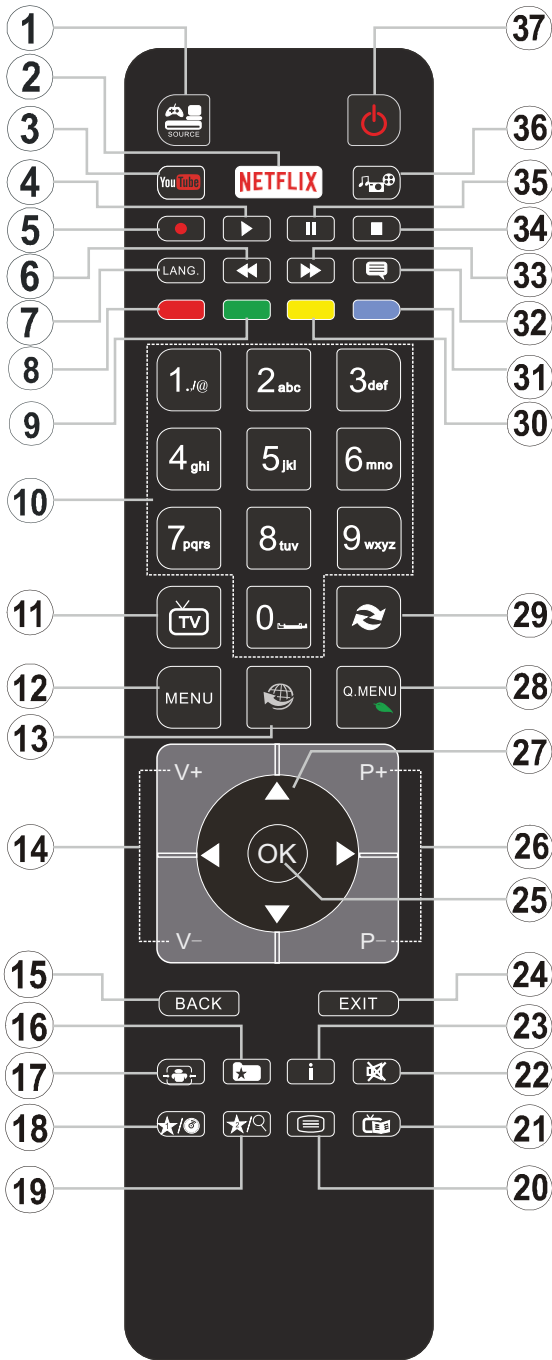 1
37
2
SOURCE
3
36
You Tube
NETFLIX
4
35
5
34
6
33
LANG.
7
32
8
31
9
30
1../@
2abc
3def
4ghi
5jkl
6mno
10
7pqrs
8tuv
9wxyz
11
TV
0
29
12
MENU
Q.MENU
28
13
V+
P+
27
14
OK
26
25
V−
P−
15
BACK
EXIT
24
16
23
17
i
22
18
21
19
20